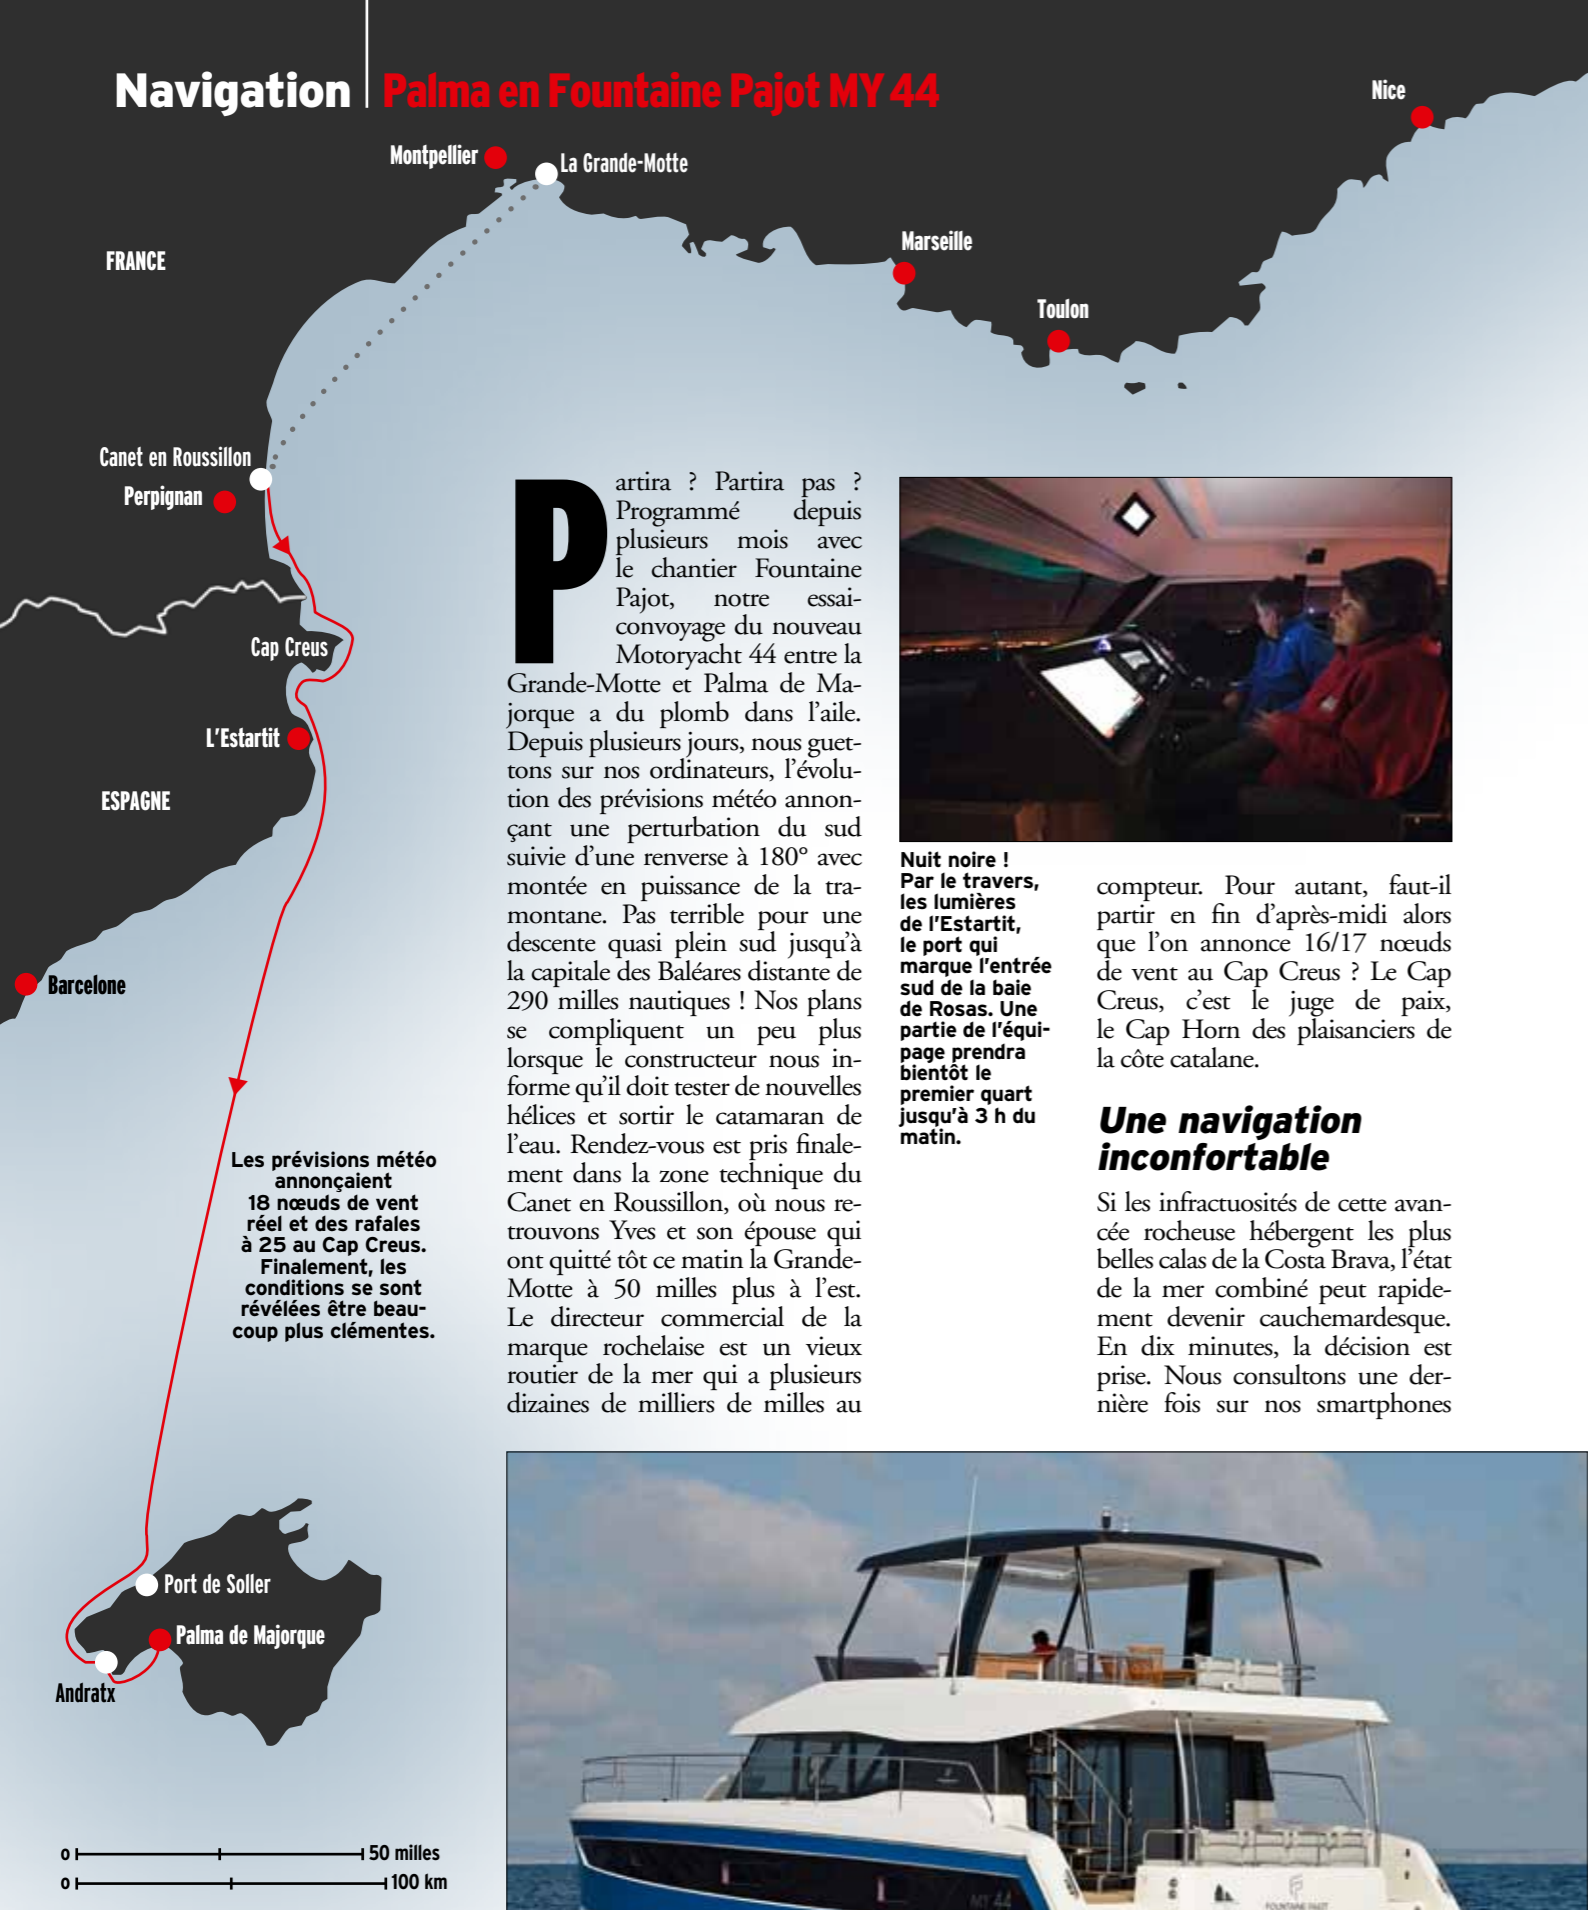 Navigation
Palma en Fountaine Pajot MY 44
Nice
Montpellier
La Grande-Motte
Marseille
FRANCE
Toulon
Canet en Roussillon
Perpignan
Cap Creus
L'Estartit
ESPAGNE
Barcelone
Les prévisions météo
annonçaient
18 nœuds de vent
réel et des rafales
à 25 au Cap Creus.
Finalement, les
conditions se sont
révélées être beau-
coup plus clémentes.
Port de Soller
Palma de Majorque
Andratx
0 50 milles
0 100 km
Partira ? Partira pas ?
Programmé depuis
plusieurs mois avec
le chantier Fountaine
Pajot, notre essai-
convoyage du nouveau
Motoryacht 44 entre la
Grande-Motte et Palma de Ma-
jorque a du plomb dans l'aile.
Depuis plusieurs jours, nous guet-
tons sur nos ordinateurs, l'évolu-
tion des prévisions météo annon-
çant une perturbation du sud
suivie d'une renverse à 180° avec
montée en puissance de la tra-
montane. Pas terrible pour une
descente quasi plein sud jusqu'à
la capitale des Baléares distante de
290 milles nautiques ! Nos plans
se compliquent un peu plus
lorsque le constructeur nous in-
forme qu'il doit tester de nouvelles
hélices et sortir le catamaran de
l'eau. Rendez-vous est pris finale-
ment dans la zone technique du
Canet en Roussillon, où nous re-
trouvons Yves et son épouse qui
ont quitté tôt ce matin la Grande-
Motte à 50 milles plus à l'est.
Le directeur commercial de la
marque rochelaise est un vieux
routier de la mer qui a plusieurs
dizaines de milliers de milles au
Nuit noire !
Par le travers,
les lumières
de l'Estartit,
le port qui
marque l'entrée
sud de la baie
de Rosas. Une
partie de l'équi-
page prendra
bientôt le
premier quart
jusqu'à 3 h du
matin.
compteur. Pour autant, faut-il
partir en fin d'après-midi alors
que l'on annonce 16/17 nœuds
de vent au Cap Creus ? Le Cap
Creus, c'est le juge de paix,
le Cap Horn des plaisanciers de
la côte catalane.
Une navigation
inconfortable
Si les infractuosités de cette avan-
cée rocheuse hébergent les plus
belles calas de la Costa Brava, l'état
de la mer combiné peut rapide-
ment devenir cauchemardesque.
En dix minutes, la décision est
prise. Nous consultons une der-
nière fois sur nos smartphones
MY 44
FOUNTAINE PAJOT